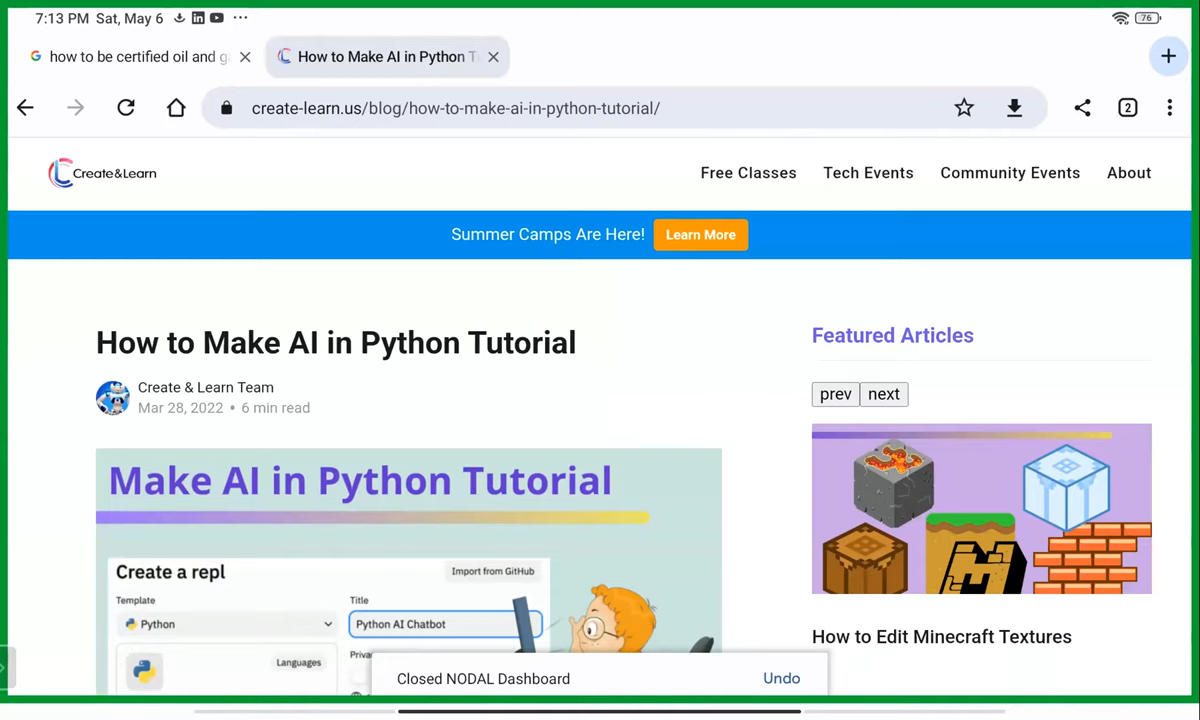 7:13 PM Sat, May 6 ...
76
how to be certified oil and g
How to Make AI in Python T
create-learn.us/blog/how-to-make-ai-in-python-tutorial/
2
Create&Learn
Free Classes Tech Events Community Events About
Summer Camps Are Here! Learn More
How to Make AI in Python Tutorial
Create & Learn Team
Mar 28, 2022 • 6 min read
Make AI in Python Tutorial
Create a repl
Import from GitHub
Template
Title
Python
Python AI Chatbot
Languages
Priva
Featured Articles
prev next
How to Edit Minecraft Textures
Closed NODAL Dashboard Undo